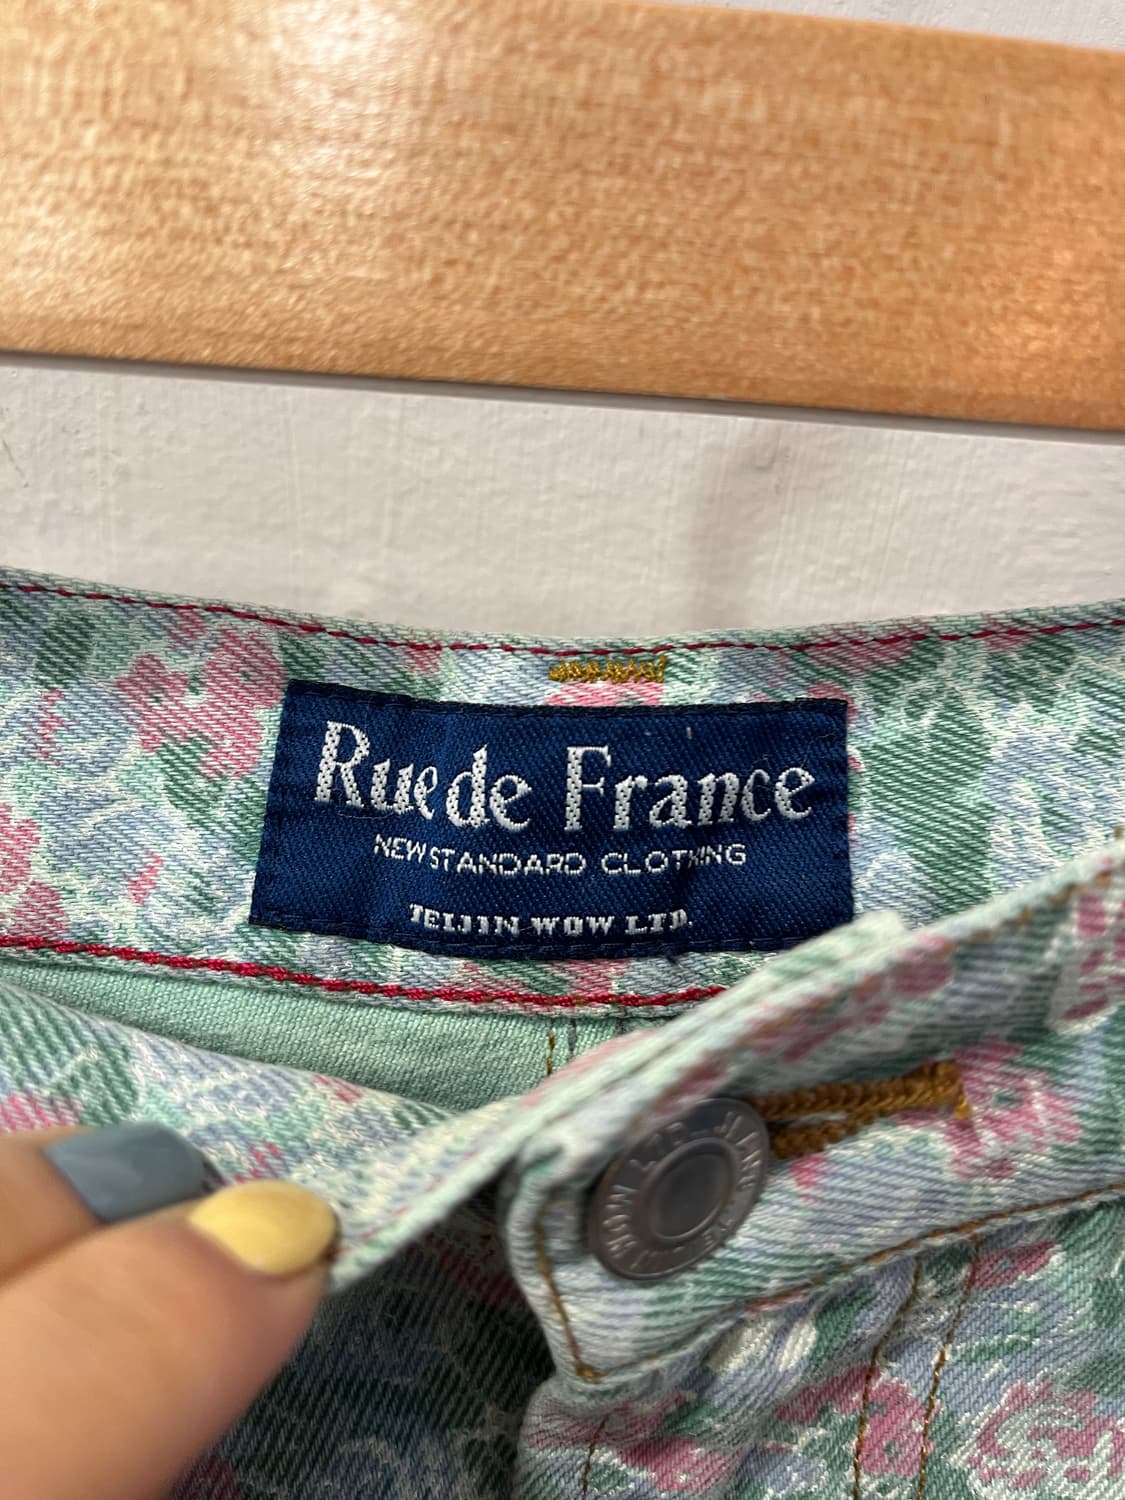 Rue de France
NEW STANDARD CLOTHING
TEIJIN WOW LTD.